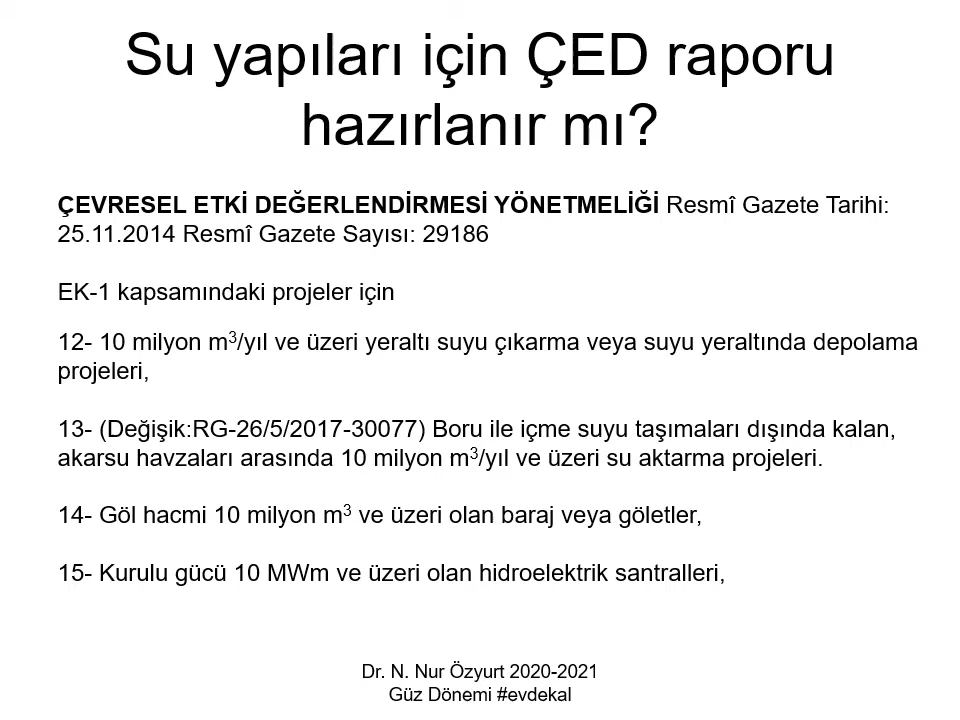 Su yapıları için ÇED raporu
hazırlanır mı?
ÇEVRESEL ETKİ DEĞERLENDİRMESİ YÖNETMELİĞİ Resmî Gazete Tarihi:
25.11.2014 Resmî Gazete Sayısı: 29186
EK-1 kapsamındaki projeler için
12- 10 milyon m³/yıl ve üzeri yeraltı suyu çıkarma veya suyu yeraltında depolama
projeleri,
13- (Değişik:RG-26/5/2017-30077) Boru ile içme suyu taşımaları dışında kalan,
akarsu havzaları arasında 10 milyon m³/yıl ve üzeri su aktarma projeleri.
14- Göl hacmi 10 milyon m³ ve üzeri olan baraj veya göletler,
15- Kurulu gücü 10 MWm ve üzeri olan hidroelektrik santralleri,
Dr. N. Nur Özyurt 2020-2021
Güz Dönemi #evdekal